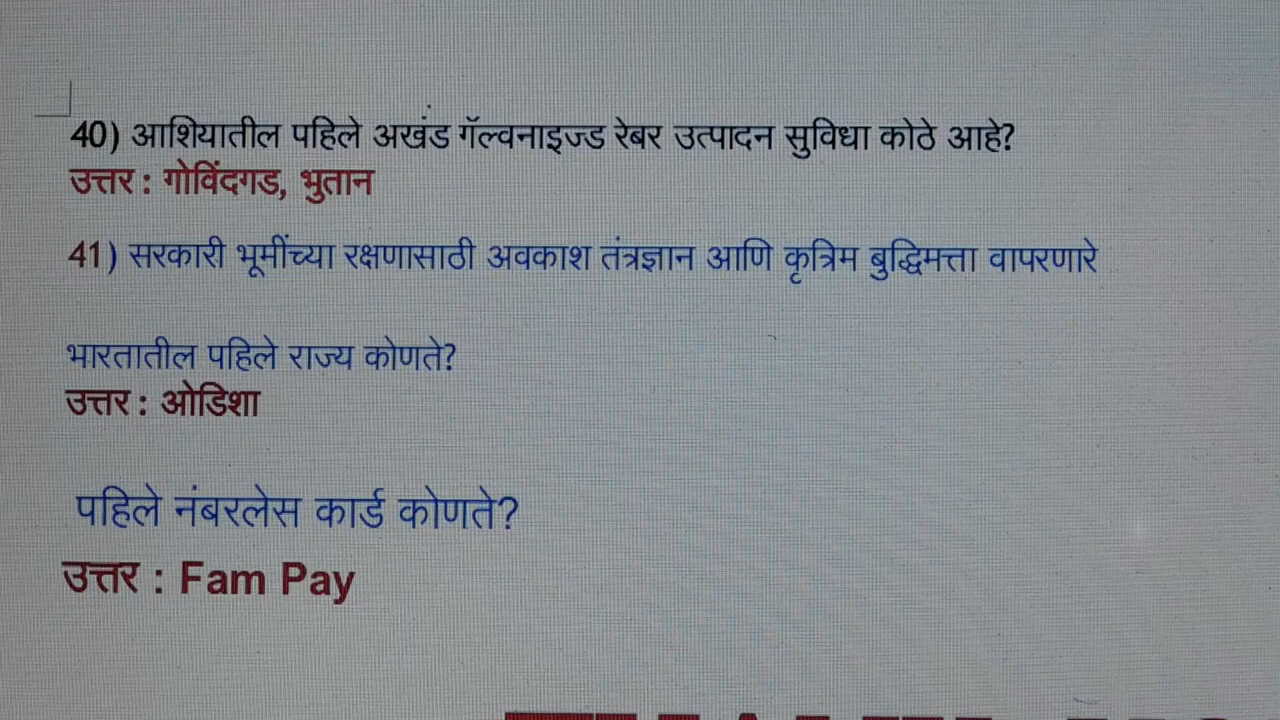 40) आशियातील पहिले अखंड गॅल्वनाइज्ड रेबर उत्पादन सुविधा कोठे आहे?
उत्तर : गोविंदगड, भुतान
41) सरकारी भूमींच्या रक्षणासाठी अवकाश तंत्रज्ञान आणि कृत्रिम बुद्धिमत्ता वापरणारे
भारतातील पहिले राज्य कोणते?
उत्तर : ओडिशा
पहिले नंबरलेस कार्ड कोणते?
उत्तर : Fam Pay